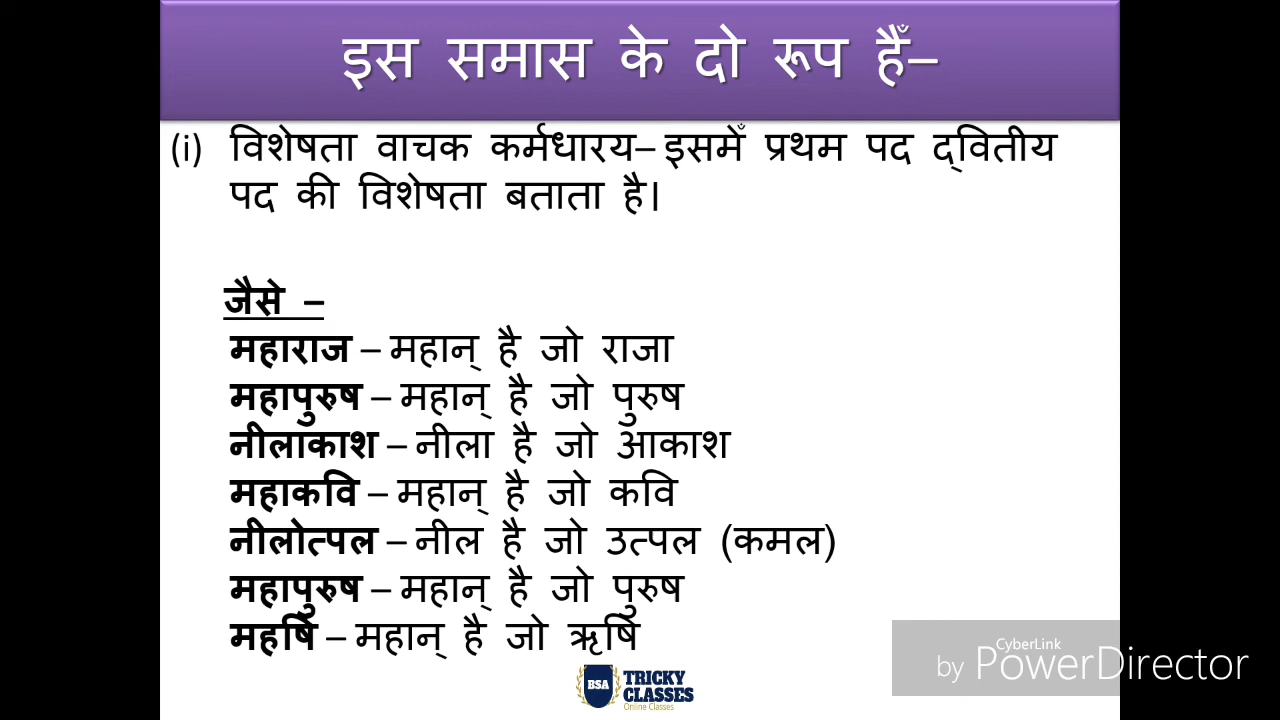 इस समास के दो रूप हैँ–
(i) विशेषता वाचक कर्मधारय– इसमेँ प्रथम पद द्वितीय
पद की विशेषता बताता है।
जैसे –
महाराज – महान् है जो राजा
महापुरुष – महान् है जो पुरुष
नीलाकाश – नीला है जो आकाश
महाकवि – महान् है जो कवि
नीलोत्पल – नील है जो उत्पल (कमल)
महापुरुष – महान् है जो पुरुष
महर्षि – महान् है जो ऋषि
CyberLink
by PowerDirector
BSA TRICKY
CLASSES
Online Classes